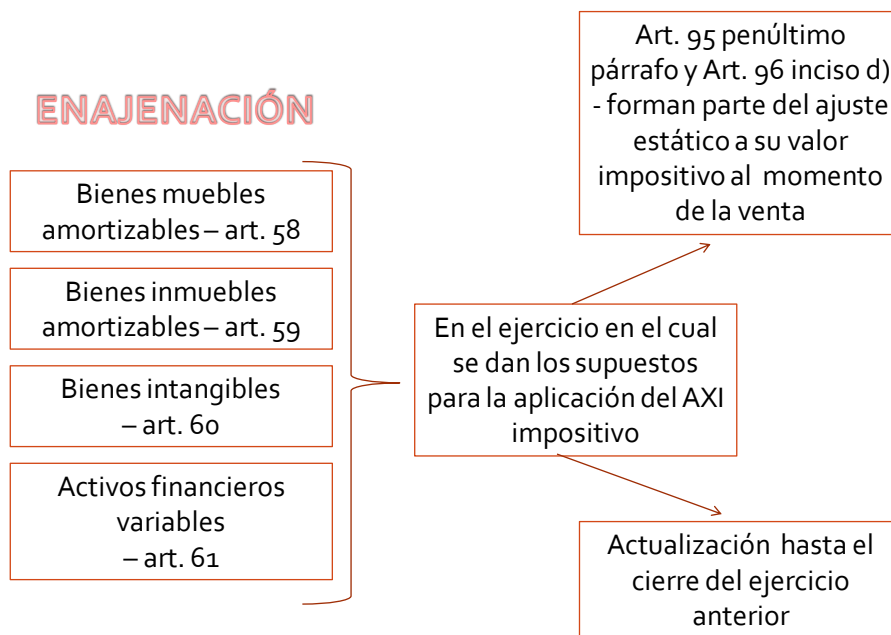 ENAJENACIÓN
Bienes muebles
amortizables – art. 58
Bienes inmuebles
amortizables – art. 59
Bienes intangibles
– art. 60
Activos financieros
variables
– art. 61
En el ejercicio en el cual
se dan los supuestos
para la aplicación del AXI
impositivo
Art. 95 penúltimo
párrafo y Art. 96 inciso d)
- forman parte del ajuste
estático a su valor
impositivo al momento
de la venta
Actualización hasta el
cierre del ejercicio
anterior